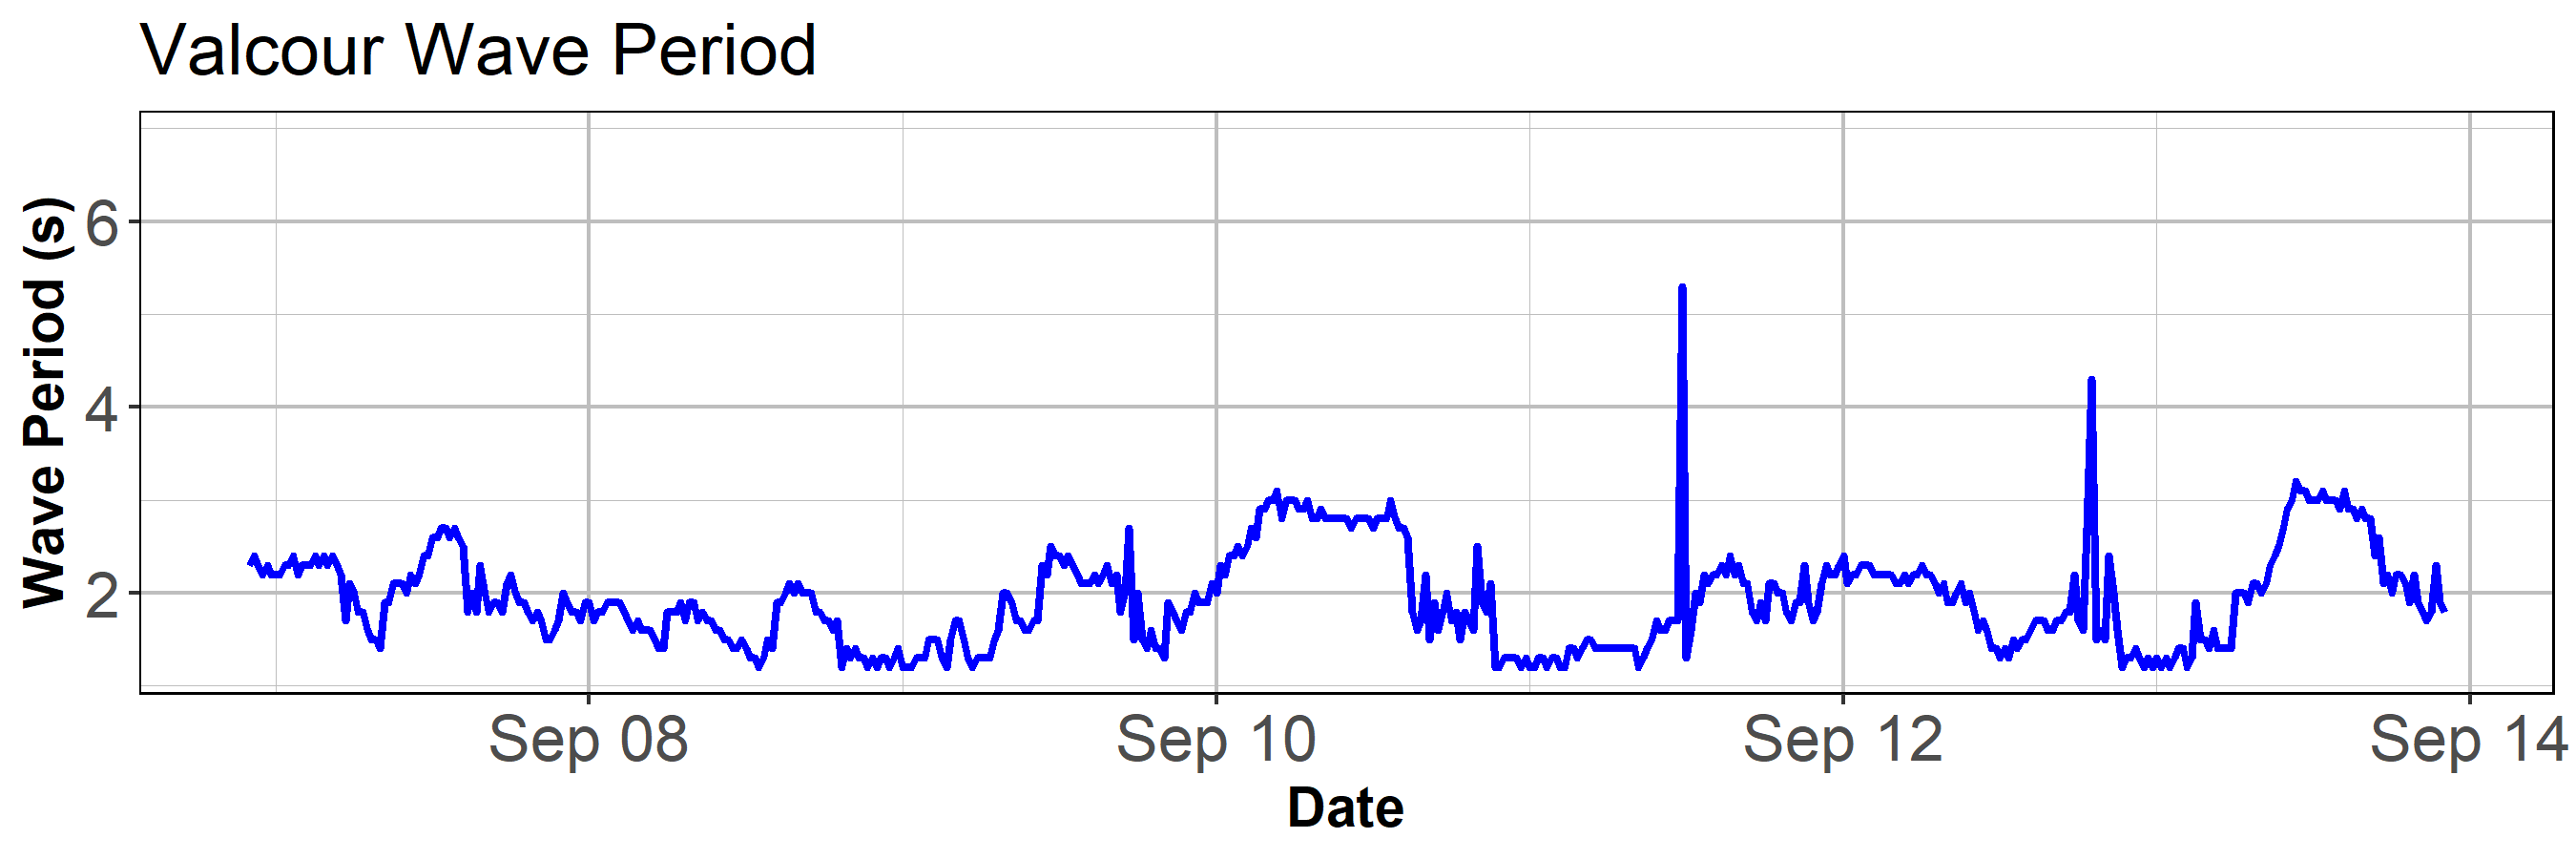 Valcour Wave Period
Wave Period (s)
6
4
2
Sep 08 Sep 10 Sep 12 Sep 14
Date